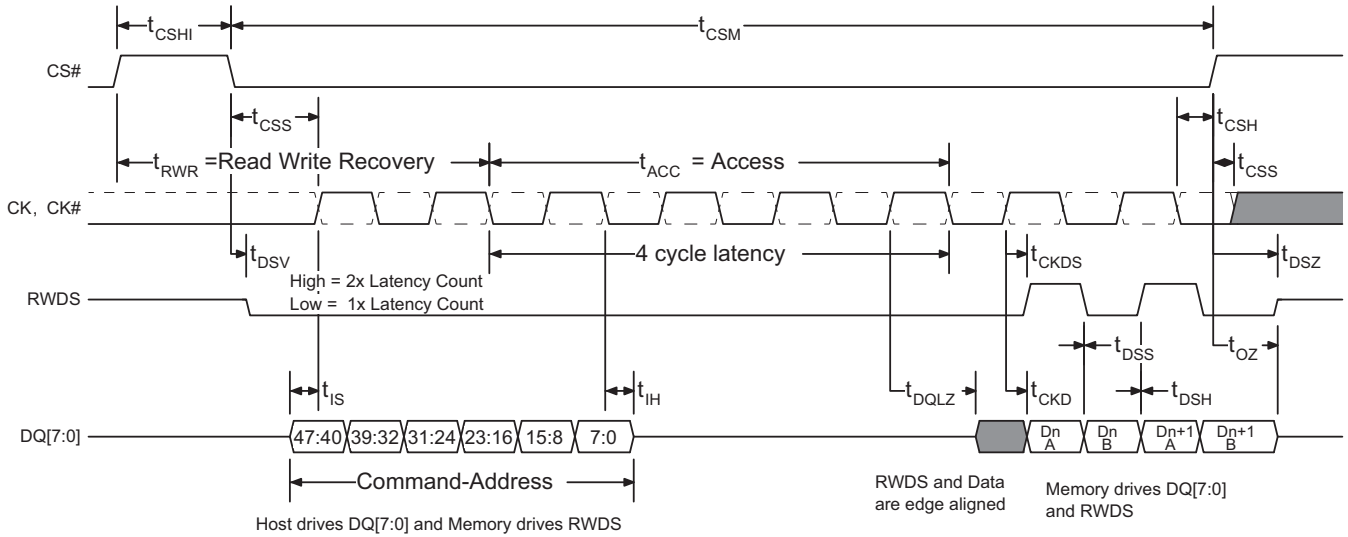 tCSHI
tCSM
CS#
tCSS
tCSH
tRWR =Read Write Recovery
tACC = Access
tCSS
CK, CK#
tDSV
4 cycle latency
tCKDS
tDSZ
High = 2x Latency Count
Low = 1x Latency Count
RWDS
tDSS
tOZ
tIS
tIH
tDQLZ
tCKD
tDSH
DQ[7:0]
47:40 39:32 31:24 23:16 15:8 7:0
Dn A
Dn B
Dn+1 A
Dn+1 B
Command-Address
RWDS and Data
are edge aligned
Memory drives DQ[7:0]
and RWDS
Host drives DQ[7:0] and Memory drives RWDS